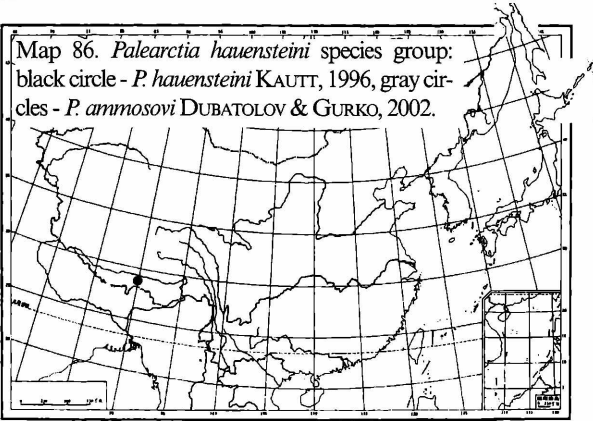 Map 86. Palearctia hauensteini species group:
black circle - P. hauensteini KAUTT, 1996, gray cir-
cles - P. ammosovi DUBATOLOV & GURKO, 2002.